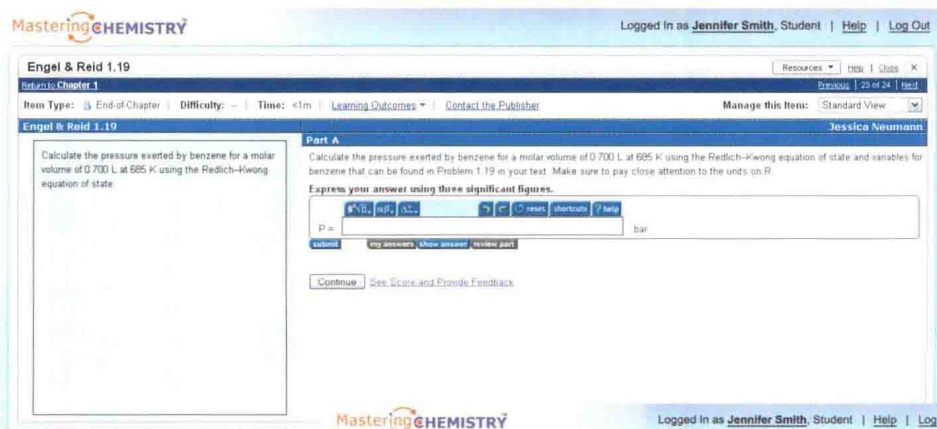 MasteringCHEMISTRY
Logged In as Jennifer Smith, Student | Help | Log Out
Engel & Reid 1.19
Resources | Help | Close X
Return to Chapter 1
Previous | 23 of 24 | Next
Item Type: End-of-Chapter | Difficulty: -- | Time: <1m | Learning Outcomes | Contact the Publisher
Manage this Item: Standard View
Engel & Reid 1.19
Jessica Neumann
Calculate the pressure exerted by benzene for a molar
volume of 0.700 L at 685 K using the Redlich–Kwong
equation of state
Part A
Calculate the pressure exerted by benzene for a molar volume of 0.700 L at 685 K using the Redlich–Kwong equation of state and variables for
benzene that can be found in Problem 1.19 in your text. Make sure to pay close attention to the units on R.
Express your answer using three significant figures.
reset shortcuts ? help
P = bar
submit my answers show answer review part
Continue See Score and Provide Feedback
MasteringCHEMISTRY
Logged In as Jennifer Smith, Student | Help | Log